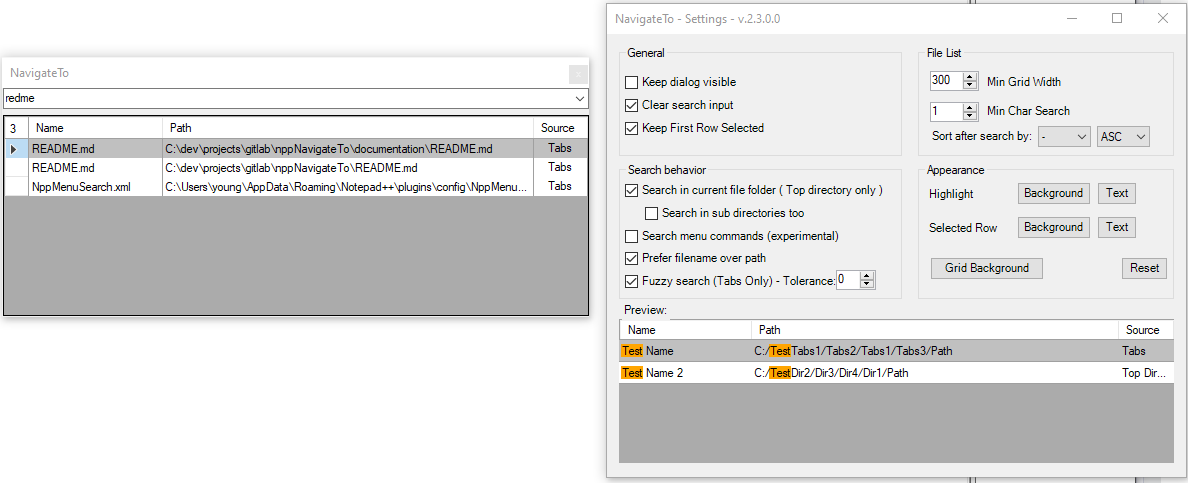 NavigateTo
x
redme
3 Name Path Source
README.md C:\dev\projects\gitlab\nppNavigateTo\documentation\README.md Tabs
README.md C:\dev\projects\gitlab\nppNavigateTo\README.md Tabs
NppMenuSearch.xml C:\Users\young\AppData\Roaming\Notepad++\plugins\config\NppMenu... Tabs
NavigateTo - Settings - v.2.3.0.0
General
Keep dialog visible
Clear search input
Keep First Row Selected
File List
300 Min Grid Width
1 Min Char Search
Sort after search by: - ASC
Search behavior
Search in current file folder ( Top directory only )
Search in sub directories too
Search menu commands (experimental)
Prefer filename over path
Fuzzy search (Tabs Only) - Tolerance: 0
Appearance
Highlight Background Text
Selected Row Background Text
Grid Background Reset
Preview:
Name Path Source
Test Name C:/TestTabs1/Tabs2/Tabs1/Tabs3/Path Tabs
Test Name 2 C:/TestDir2/Dir3/Dir4/Dir1/Path Top Dir...